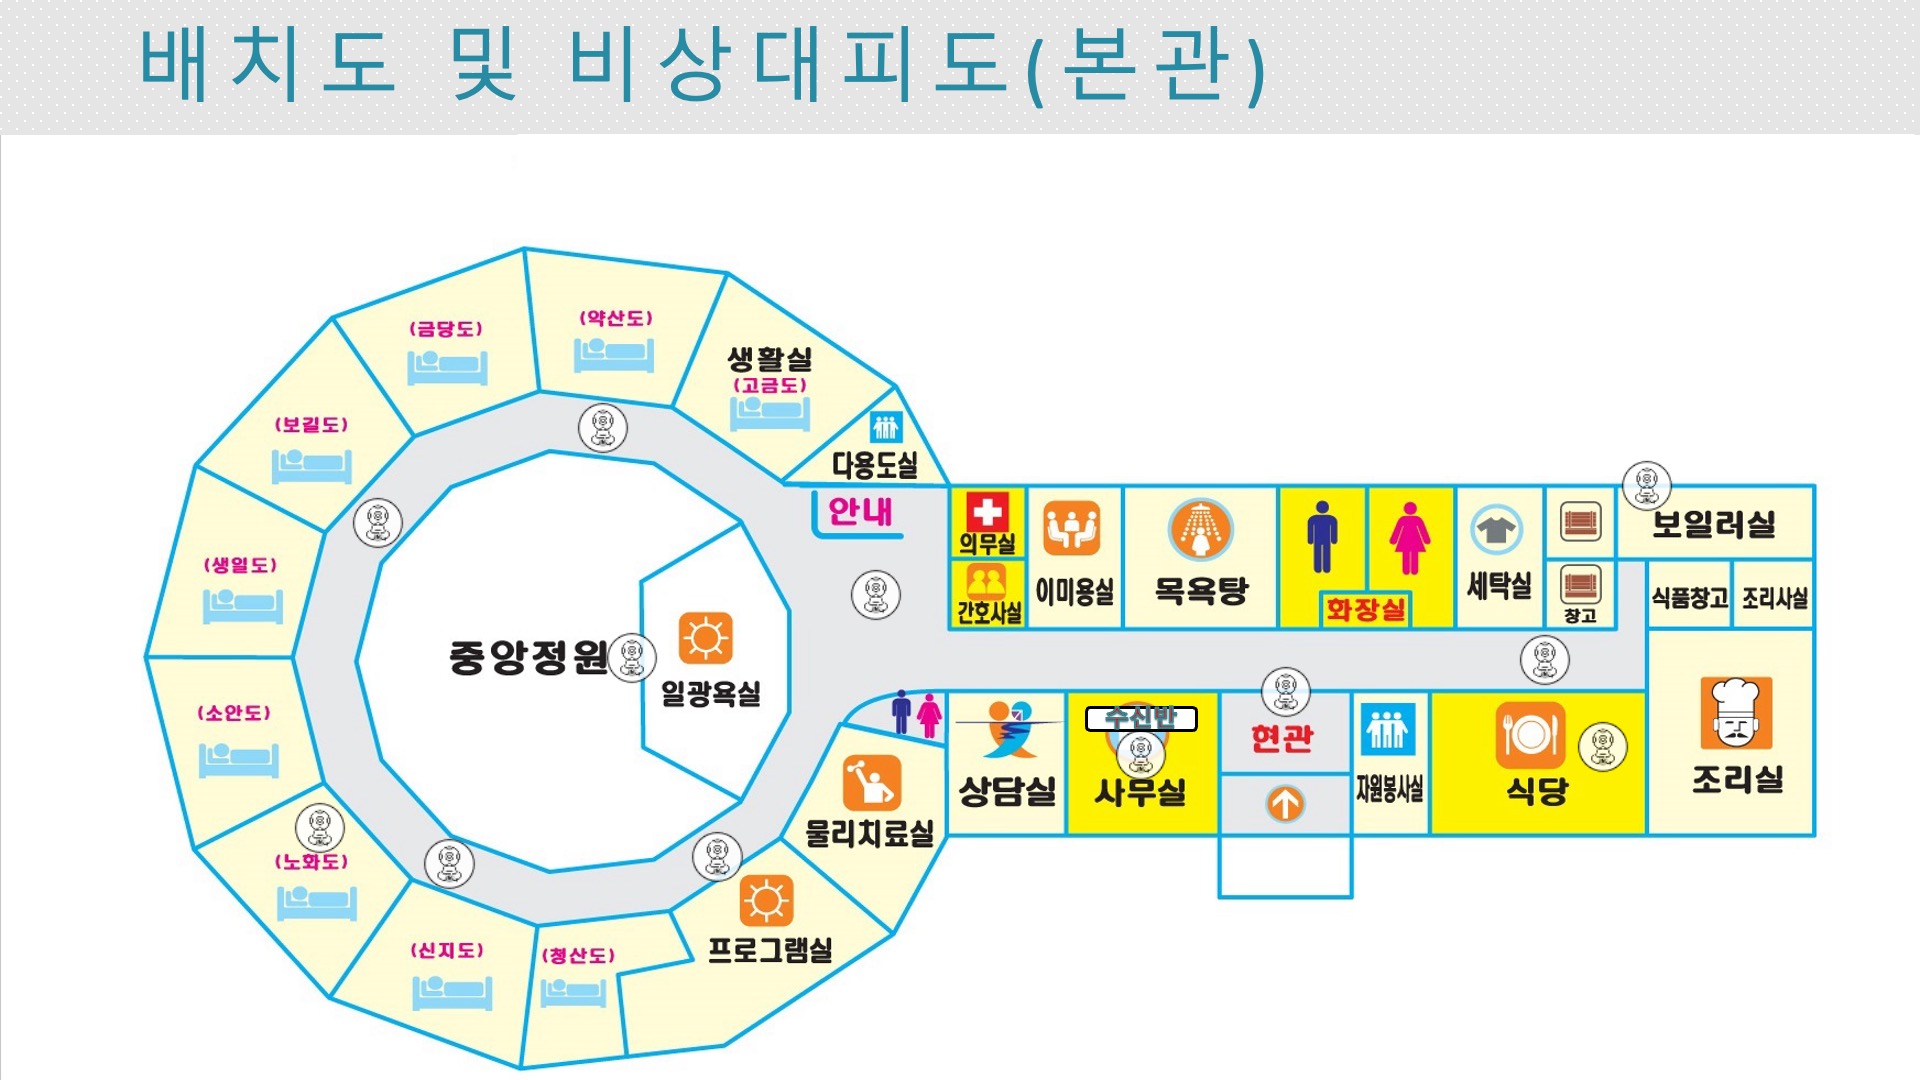 배치도 및 비상대피도(본관)
(금당도)
(약산도)
생활실
(고금도)
(보길도)
다용도실
안내
(생일도)
의무실
간호사실
이미용실
목욕탕
화장실
세탁실
창고
보일러실
식품창고
조리사실
중앙정원
일광욕실
(소안도)
수신반
상담실
사무실
현관
자원봉사실
식당
조리실
물리치료실
(노화도)
(신지도)
(청산도)
프로그램실